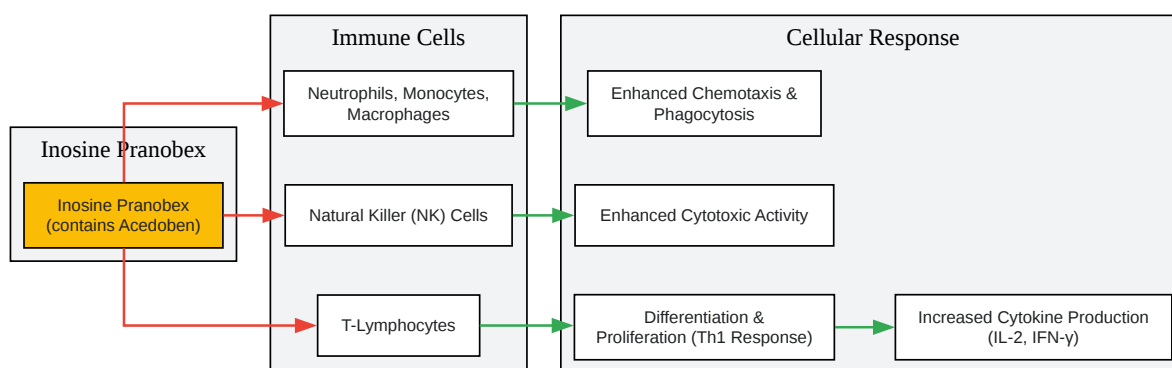 Immune Cells
Cellular Response
Neutrophils, Monocytes,
Macrophages
Enhanced Chemotaxis &
Phagocytosis
Inosine Pranobex
Inosine Pranobex
(contains Acedoben)
Natural Killer (NK) Cells
Enhanced Cytotoxic Activity
T-Lymphocytes
Differentiation &
Proliferation (Th1 Response)
Increased Cytokine Production
(IL-2, IFN-γ)